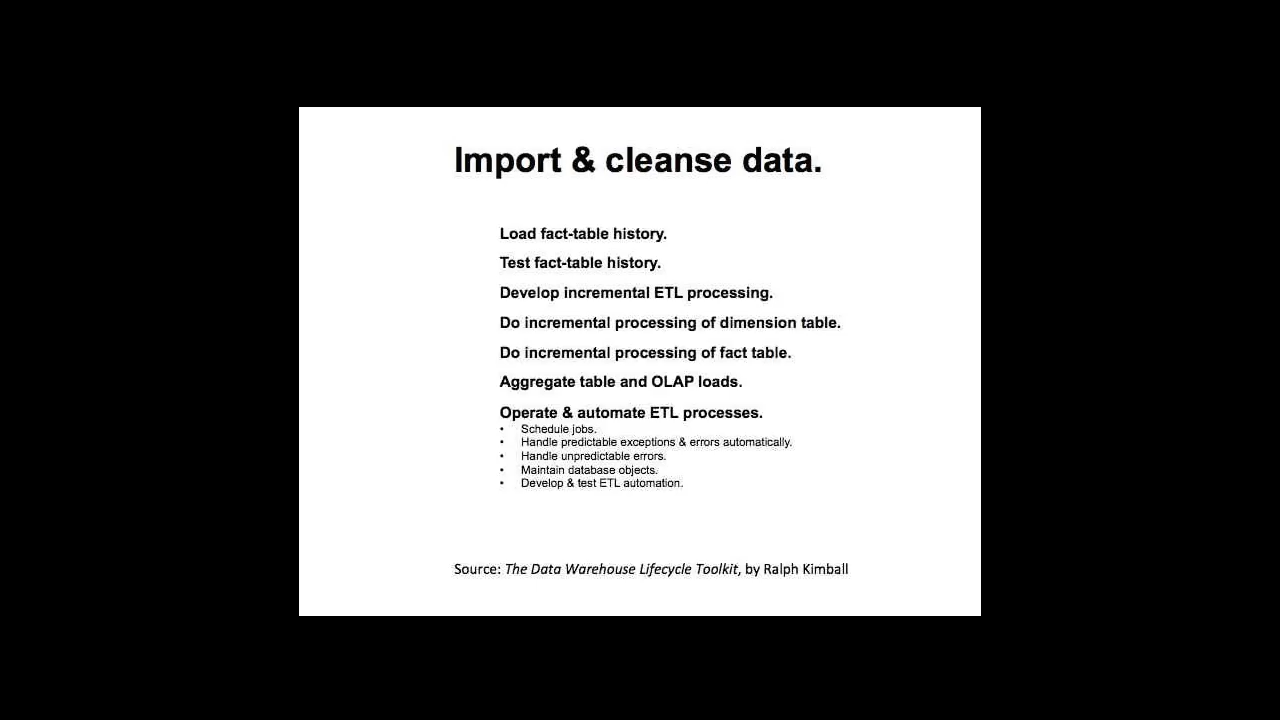 Import & cleanse data.
Load fact-table history.
Test fact-table history.
Develop incremental ETL processing.
Do incremental processing of dimension table.
Do incremental processing of fact table.
Aggregate table and OLAP loads.
Operate & automate ETL processes.
• Schedule jobs.
• Handle predictable exceptions & errors automatically.
• Handle unpredictable errors.
• Maintain database objects.
• Develop & test ETL automation.
Source: The Data Warehouse Lifecycle Toolkit, by Ralph Kimball